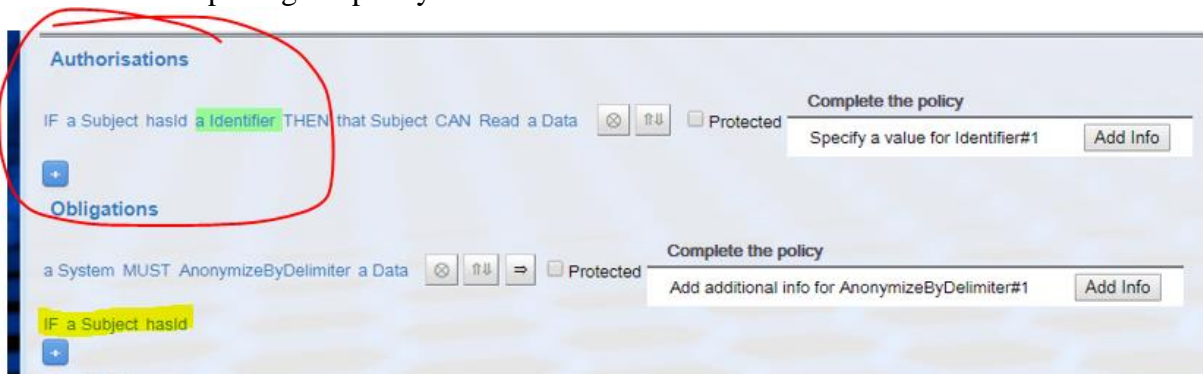 Authorisations
IF a Subject hasId a Identifier THEN that Subject CAN Read a Data
Protected
Complete the policy
Specify a value for Identifier#1
Add Info
+
Obligations
a System MUST AnonymizeByDelimiter a Data
⇒
Protected
Complete the policy
Add additional info for AnonymizeByDelimiter#1
Add Info
IF a Subject hasId
+